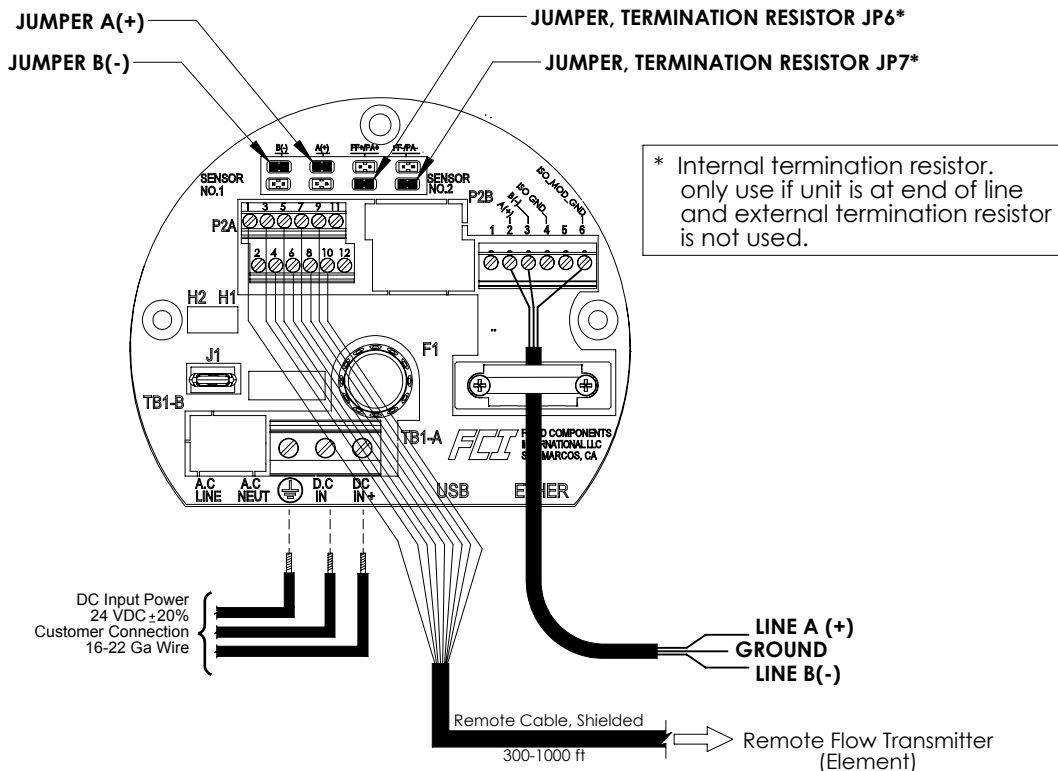 JUMPER A(+)
JUMPER B(-)
JUMPER, TERMINATION RESISTOR JP6*
JUMPER, TERMINATION RESISTOR JP7*
* Internal termination resistor.
only use if unit is at end of line
and external termination resistor
is not used.
B(-) A(+) FF+/PA+ FF-/PA-
SENSOR
NO.1
SENSOR
NO.2
P2A
1 3 5 7 9 11
2 4 6 8 10 12
P2B
A(+) B(-) ISO GND ISO_MOD_GND
1 2 3 4 5 6
H2 H1
J1
F1
TB1-B
TB1-A
FCI
COMPONENTS
LLC
MARCOS, CA
A.C
LINE
A.C
NEUT
D.C
IN
DC
IN +
USB
DC Input Power
24 VDC ±20%
Customer Connection
16-22 Ga Wire
LINE A (+)
GROUND
LINE B(-)
Remote Cable, Shielded
300-1000 ft
Remote Flow Transmitter
(Element)